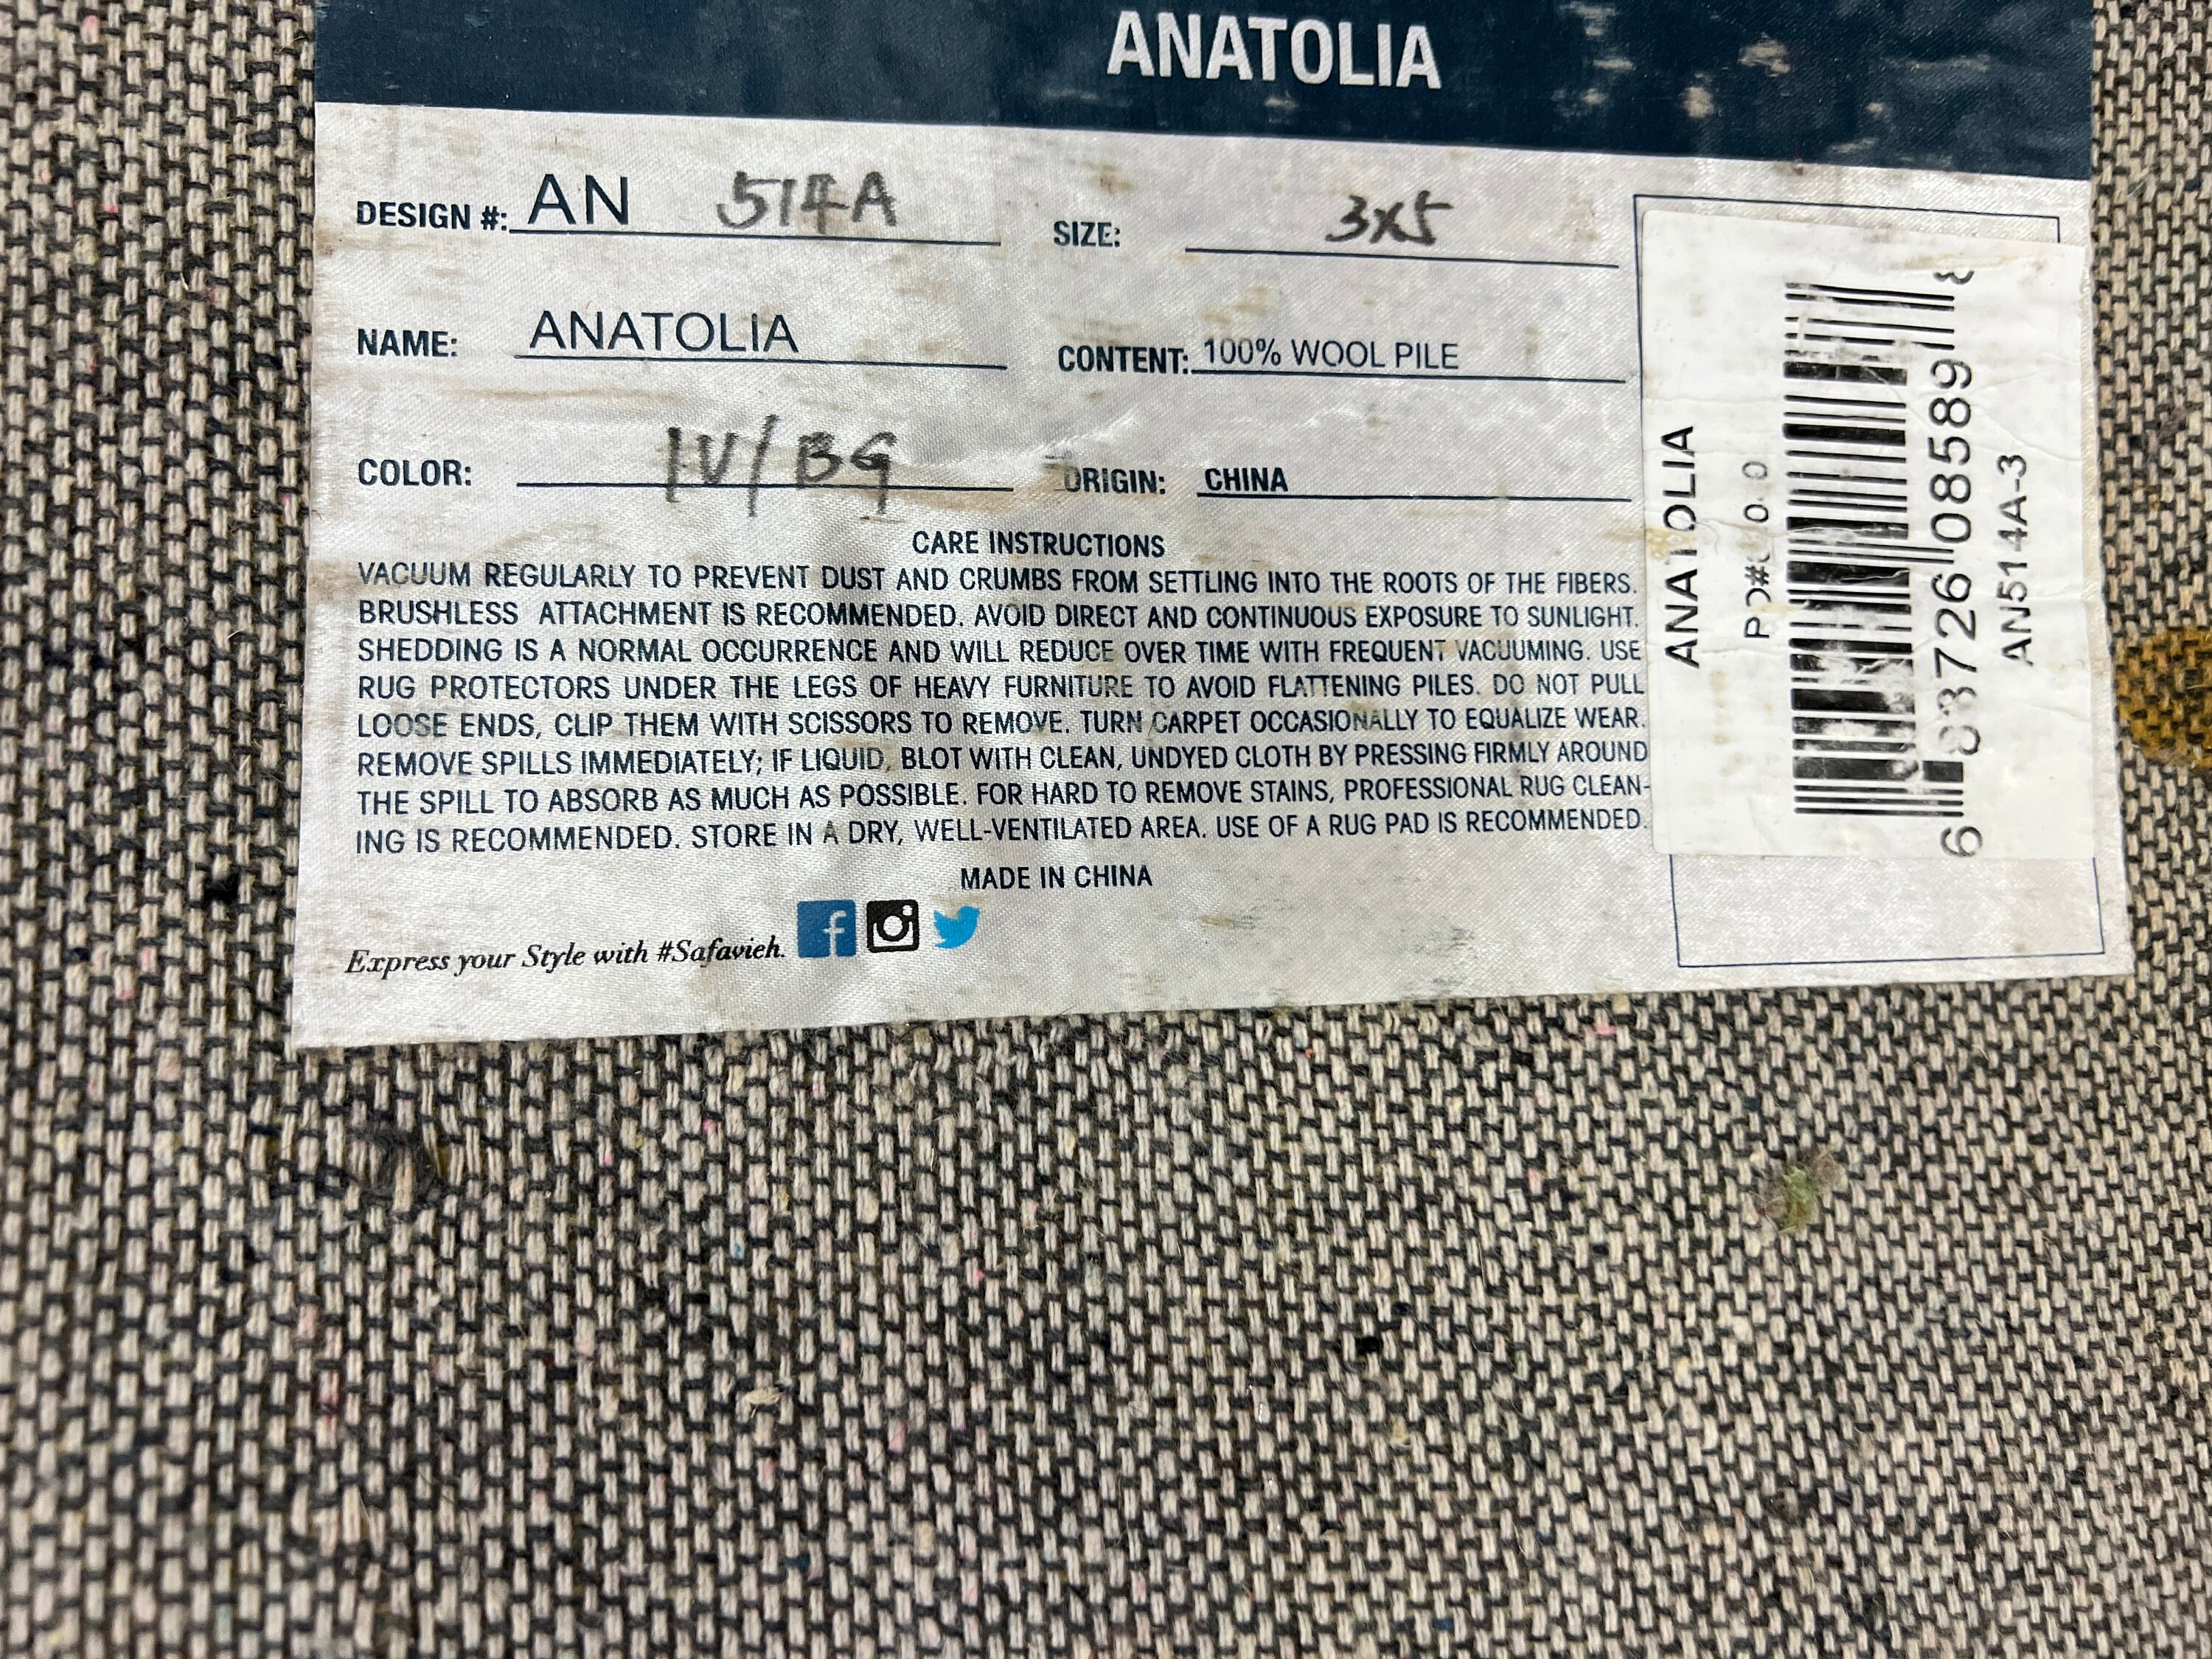 ANATOLIA
DESIGN #: AN 514A
SIZE: 3X5
NAME: ANATOLIA
CONTENT: 100% WOOL PILE
COLOR: IV/BG
ORIGIN: CHINA
CARE INSTRUCTIONS
VACUUM REGULARLY TO PREVENT DUST AND CRUMBS FROM SETTLING INTO THE ROOTS OF THE FIBERS.
BRUSHLESS ATTACHMENT IS RECOMMENDED. AVOID DIRECT AND CONTINUOUS EXPOSURE TO SUNLIGHT.
SHEDDING IS A NORMAL OCCURRENCE AND WILL REDUCE OVER TIME WITH FREQUENT VACUUMING. USE
RUG PROTECTORS UNDER THE LEGS OF HEAVY FURNITURE TO AVOID FLATTENING PILES. DO NOT PULL
LOOSE ENDS, CLIP THEM WITH SCISSORS TO REMOVE. TURN CARPET OCCASIONALLY TO EQUALIZE WEAR.
REMOVE SPILLS IMMEDIATELY; IF LIQUID, BLOT WITH CLEAN, UNDYED CLOTH BY PRESSING FIRMLY AROUND
THE SPILL TO ABSORB AS MUCH AS POSSIBLE. FOR HARD TO REMOVE STAINS, PROFESSIONAL RUG CLEAN-
ING IS RECOMMENDED. STORE IN A DRY, WELL-VENTILATED AREA. USE OF A RUG PAD IS RECOMMENDED.
MADE IN CHINA
Express your Style with #Safavieh.
ANATOLIA
6 83726 08589 3
AN514A-3